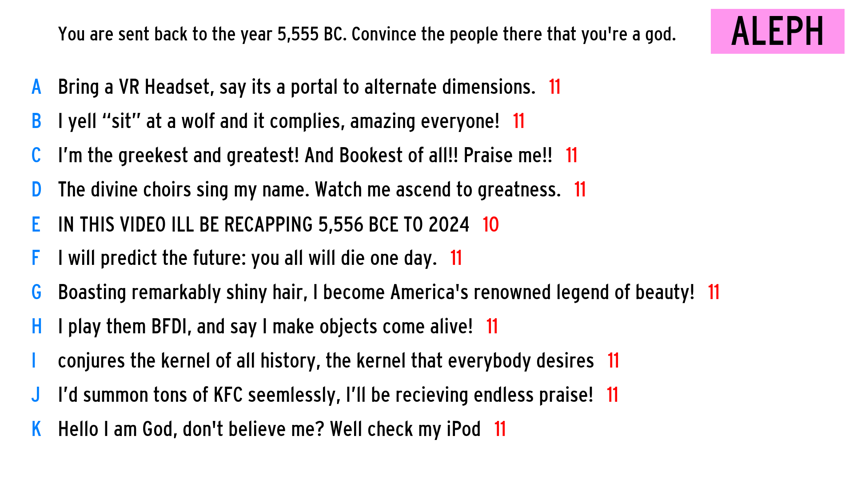 You are sent back to the year 5,555 BC. Convince the people there that you're a god.
ALEPH
A Bring a VR Headset, say its a portal to alternate dimensions. 11
B I yell “sit” at a wolf and it complies, amazing everyone! 11
C I’m the greekest and greatest! And Bookest of all!! Praise me!! 11
D The divine choirs sing my name. Watch me ascend to greatness. 11
E IN THIS VIDEO ILL BE RECAPPING 5,556 BCE TO 2024 10
F I will predict the future: you all will die one day. 11
G Boasting remarkably shiny hair, I become America's renowned legend of beauty! 11
H I play them BFDI, and say I make objects come alive! 11
I conjures the kernel of all history, the kernel that everybody desires 11
J I’d summon tons of KFC seemlessly, I’ll be recieving endless praise! 11
K Hello I am God, don't believe me? Well check my iPod 11